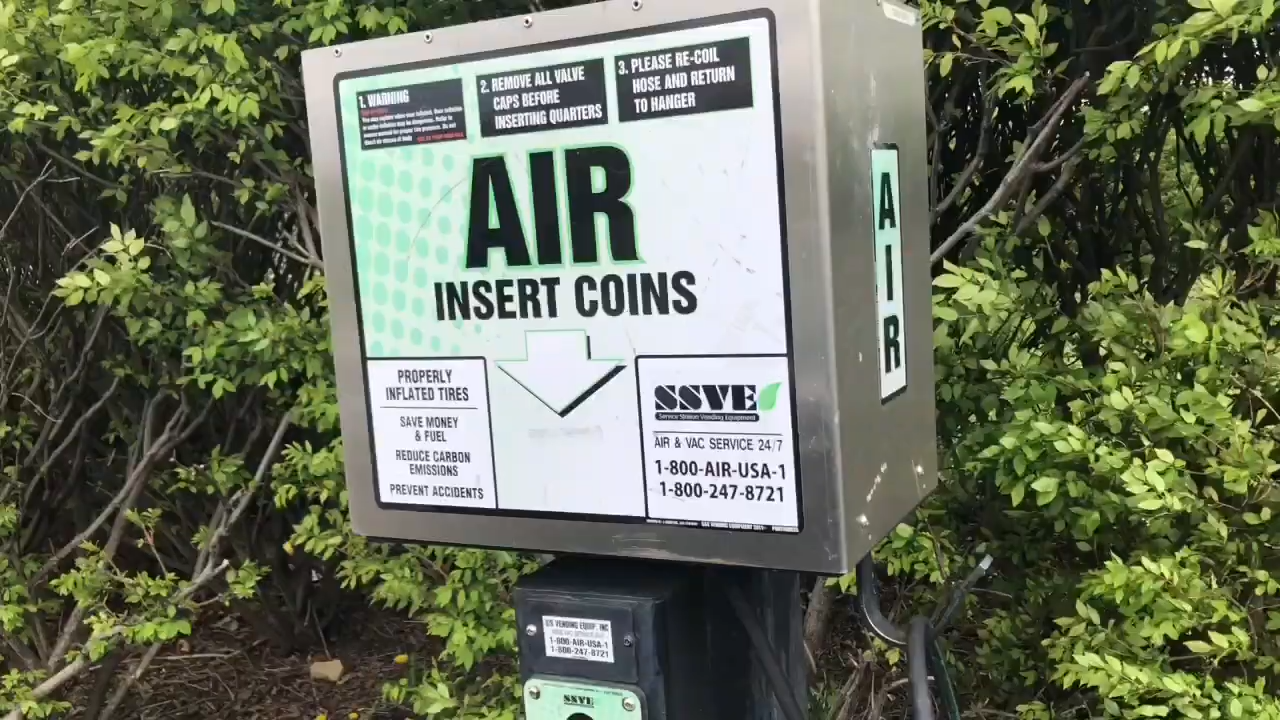 1. WARNING
2. REMOVE ALL VALVE
CAPS BEFORE
INSERTING QUARTERS
3. PLEASE RE-COIL
HOSE AND RETURN
TO HANGER
AIR
INSERT COINS
PROPERLY
INFLATED TIRES
SAVE MONEY
& FUEL
REDUCE CARBON
EMISSIONS
PREVENT ACCIDENTS
SSVE
Service Station Vending Equipment
AIR & VAC SERVICE 24/7
1-800-AIR-USA-1
1-800-247-8721
AIR
US VENDING EQUIP. INC
1-800-AIR-USA-1
1-800-247-8721
SSVE